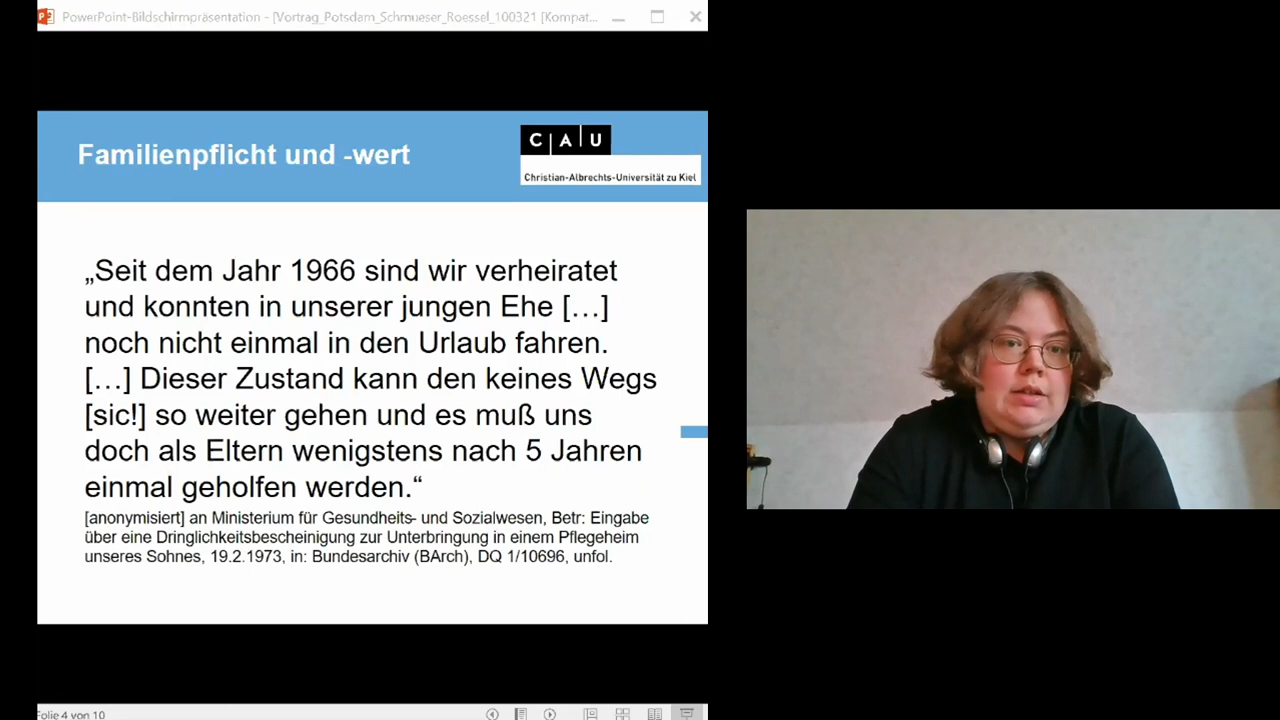 PowerPoint-Bildschirmpräsentation - [Vortrag_Potsdam_Schmueser_Roessel_100321 [Kompat...
Familienpflicht und -wert
C A U
Christian-Albrechts-Universität zu Kiel
„Seit dem Jahr 1966 sind wir verheiratet
und konnten in unserer jungen Ehe […]
noch nicht einmal in den Urlaub fahren.
[…] Dieser Zustand kann den keines Wegs
[sic!] so weiter gehen und es muß uns
doch als Eltern wenigstens nach 5 Jahren
einmal geholfen werden.“
[anonymisiert] an Ministerium für Gesundheits- und Sozialwesen, Betr: Eingabe
über eine Dringlichkeitsbescheinigung zur Unterbringung in einem Pflegeheim
unseres Sohnes, 19.2.1973, in: Bundesarchiv (BArch), DQ 1/10696, unfol.
Folie 4 von 10